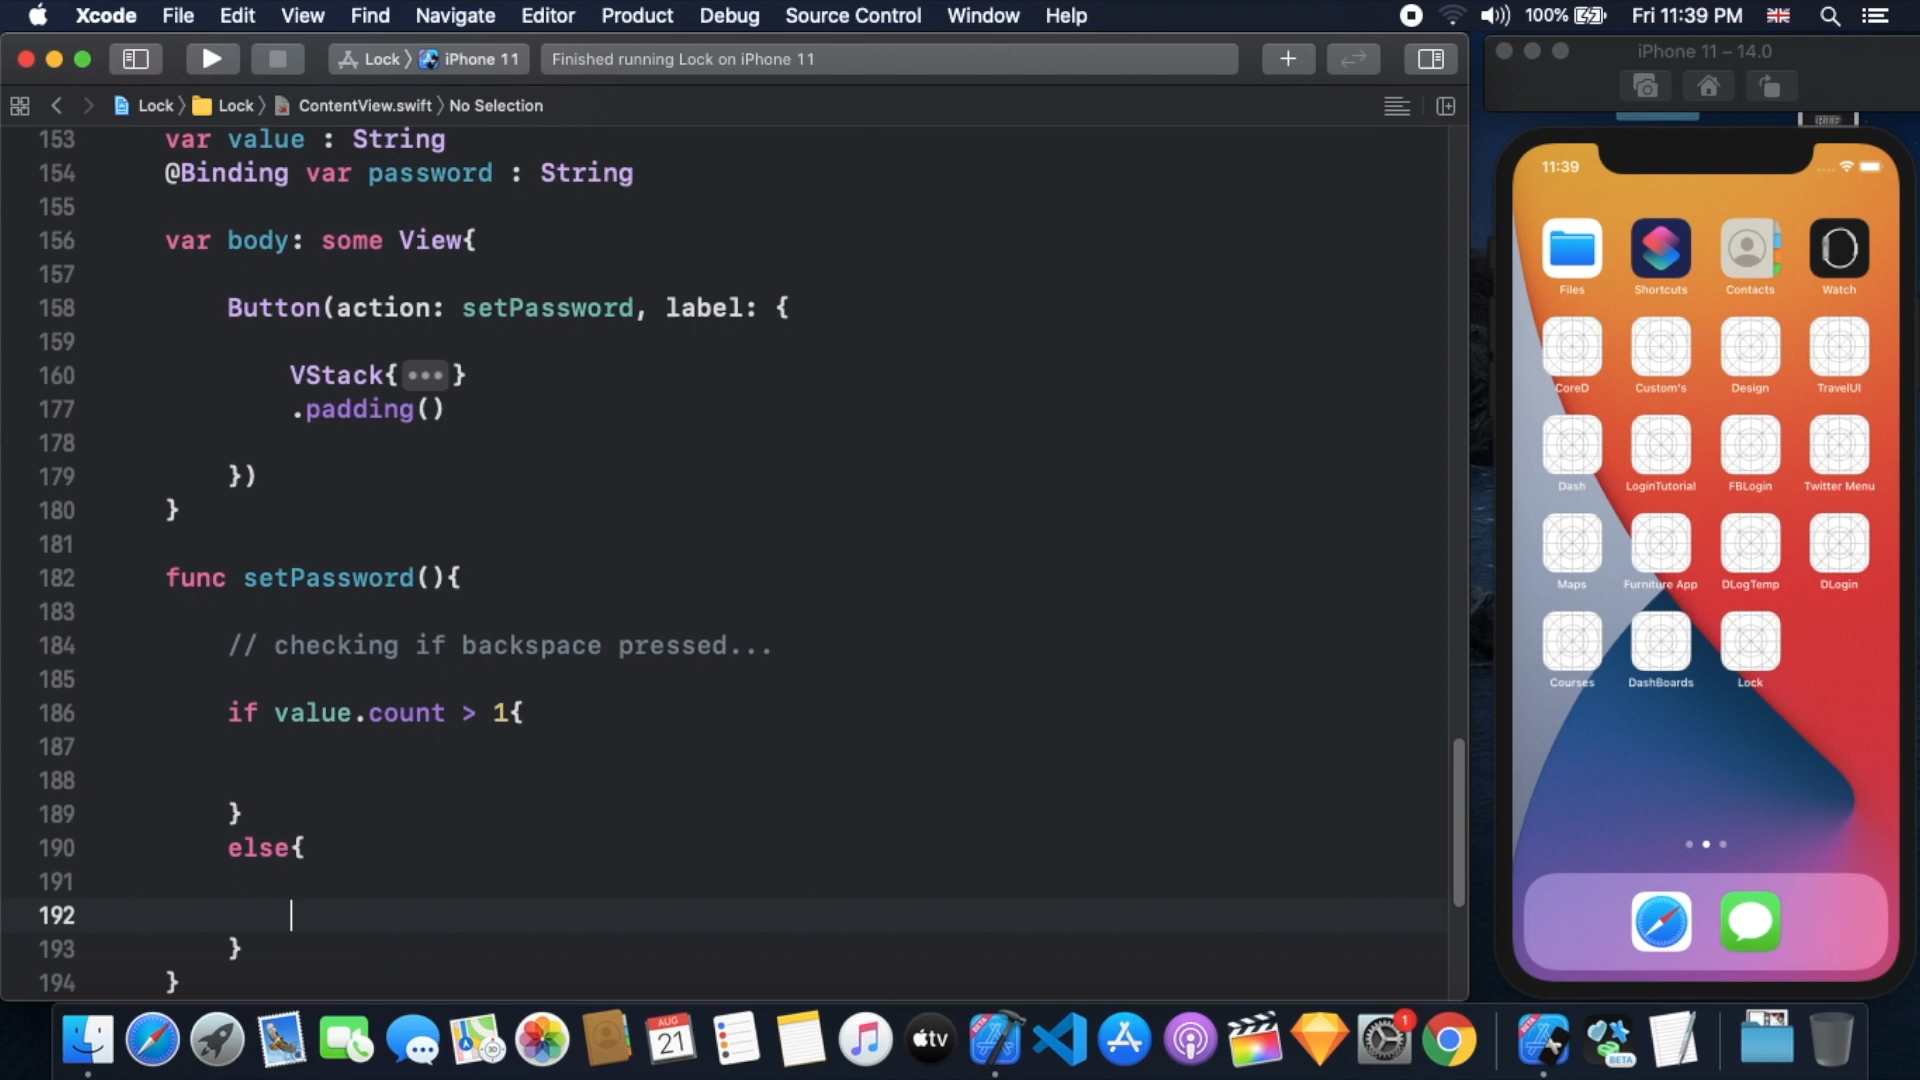 Xcode File Edit View Find Navigate Editor Product Debug Source Control Window Help 100% Fri 11:39 PM
Lock iPhone 11 Finished running Lock on iPhone 11
iPhone 11 – 14.0
Lock Lock ContentView.swift No Selection
153 var value : String
154 @Binding var password : String
155
156 var body: some View{
157
158 Button(action: setPassword, label: {
159
160 VStack{•••}
177 .padding()
178
179 })
180 }
181
182 func setPassword(){
183
184 // checking if backspace pressed...
185
186 if value.count > 1{
187
188
189 }
190 else{
191
192
193 }
194 }
11:39
Files Shortcuts Contacts Watch
CoreD Custom's Design TravelUI
Dash LoginTutorial FBLogin Twitter Menu
Maps Furniture App DLogTemp DLogin
Courses DashBoards Lock
AUG
21
tv
1
BETA
BETA
BETA